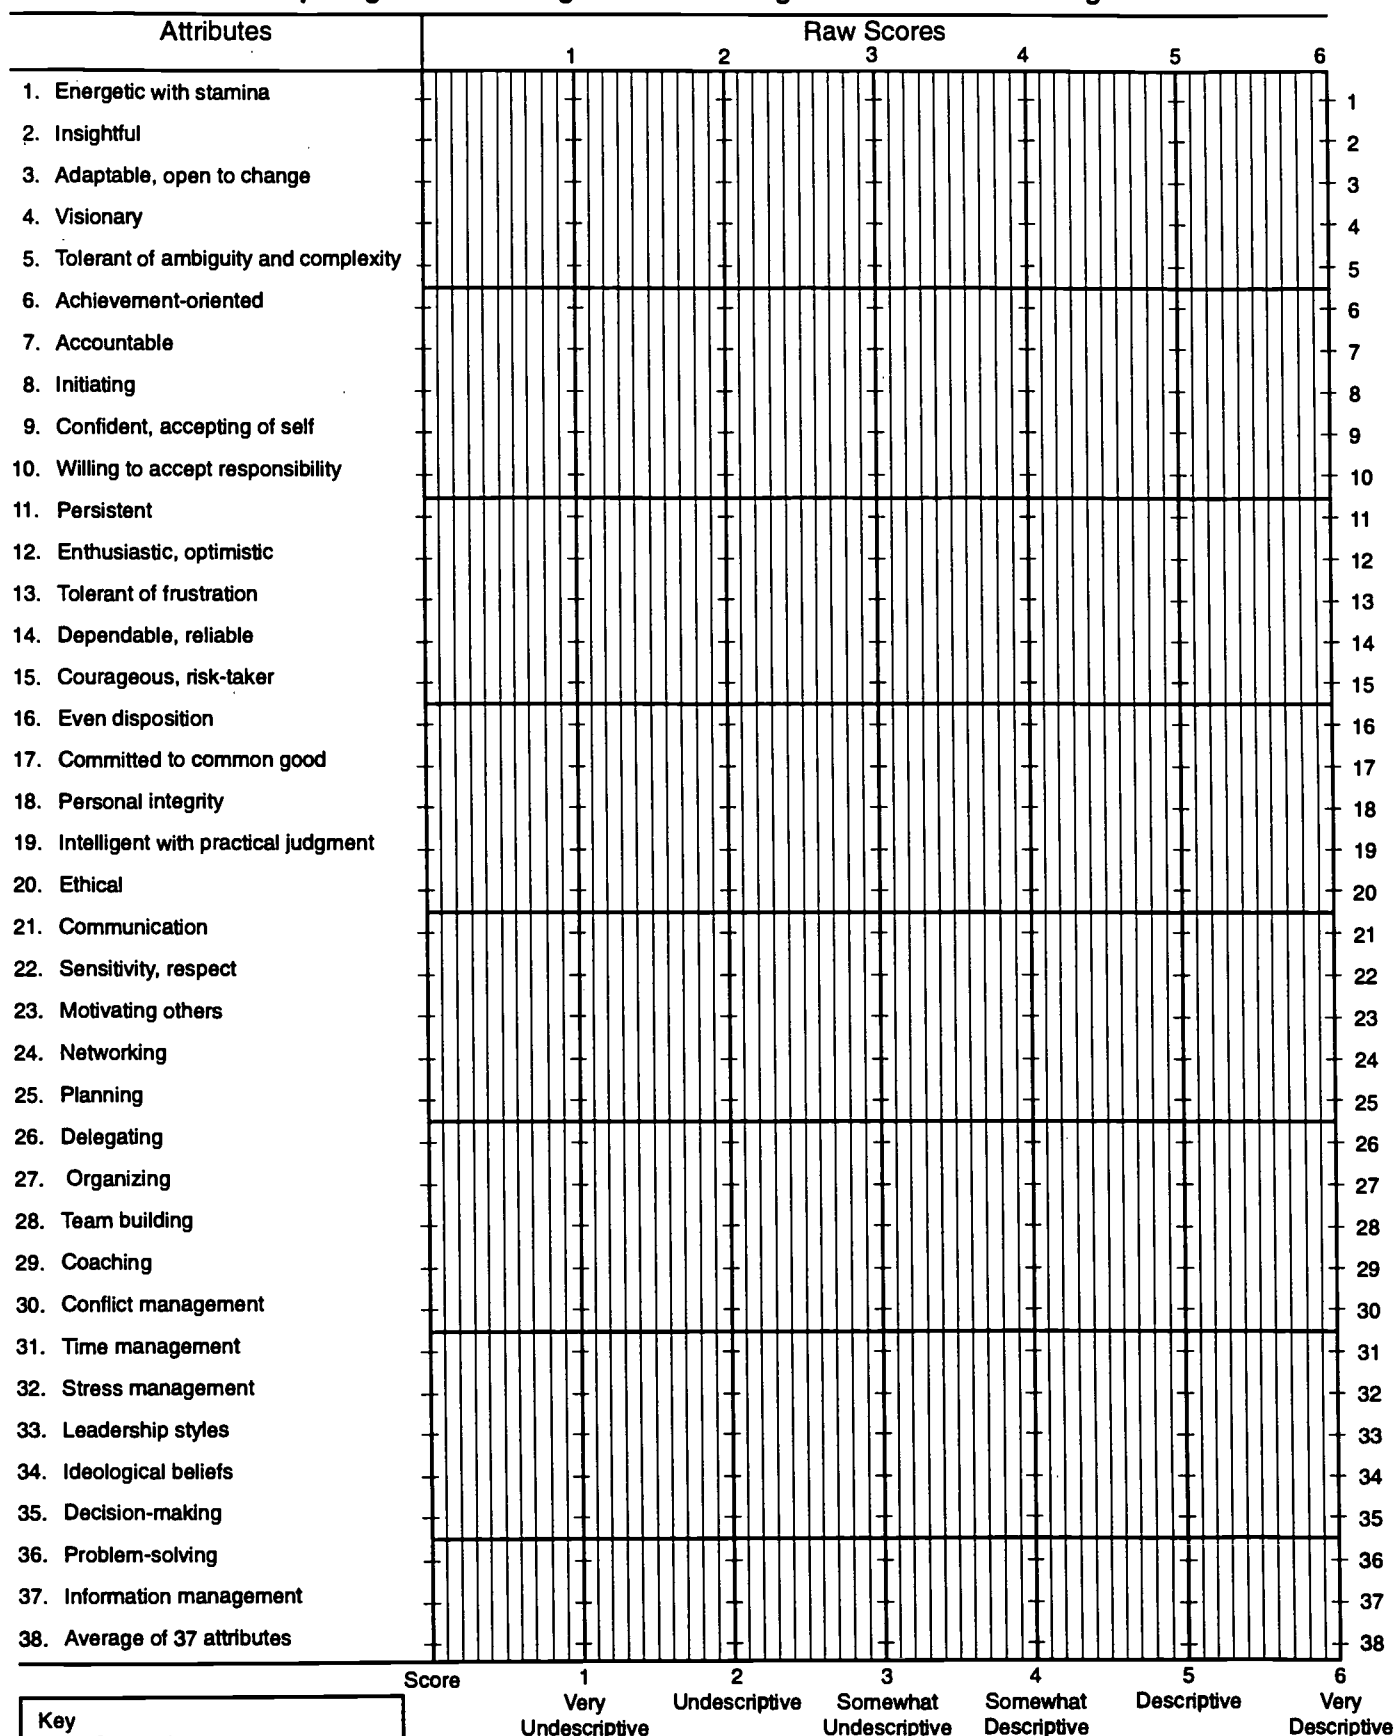 Attributes Raw Scores
1 2 3 4 5 6
1. Energetic with stamina 1
2. Insightful 2
3. Adaptable, open to change 3
4. Visionary 4
5. Tolerant of ambiguity and complexity 5
6. Achievement-oriented 6
7. Accountable 7
8. Initiating 8
9. Confident, accepting of self 9
10. Willing to accept responsibility 10
11. Persistent 11
12. Enthusiastic, optimistic 12
13. Tolerant of frustration 13
14. Dependable, reliable 14
15. Courageous, risk-taker 15
16. Even disposition 16
17. Committed to common good 17
18. Personal integrity 18
19. Intelligent with practical judgment 19
20. Ethical 20
21. Communication 21
22. Sensitivity, respect 22
23. Motivating others 23
24. Networking 24
25. Planning 25
26. Delegating 26
27. Organizing 27
28. Team building 28
29. Coaching 29
30. Conflict management 30
31. Time management 31
32. Stress management 32
33. Leadership styles 33
34. Ideological beliefs 34
35. Decision-making 35
36. Problem-solving 36
37. Information management 37
38. Average of 37 attributes 38
Score 1 2 3 4 5 6
Very Undescriptive Somewhat Somewhat Descriptive Very
Undescriptive Undescriptive Descriptive Descriptive
Key